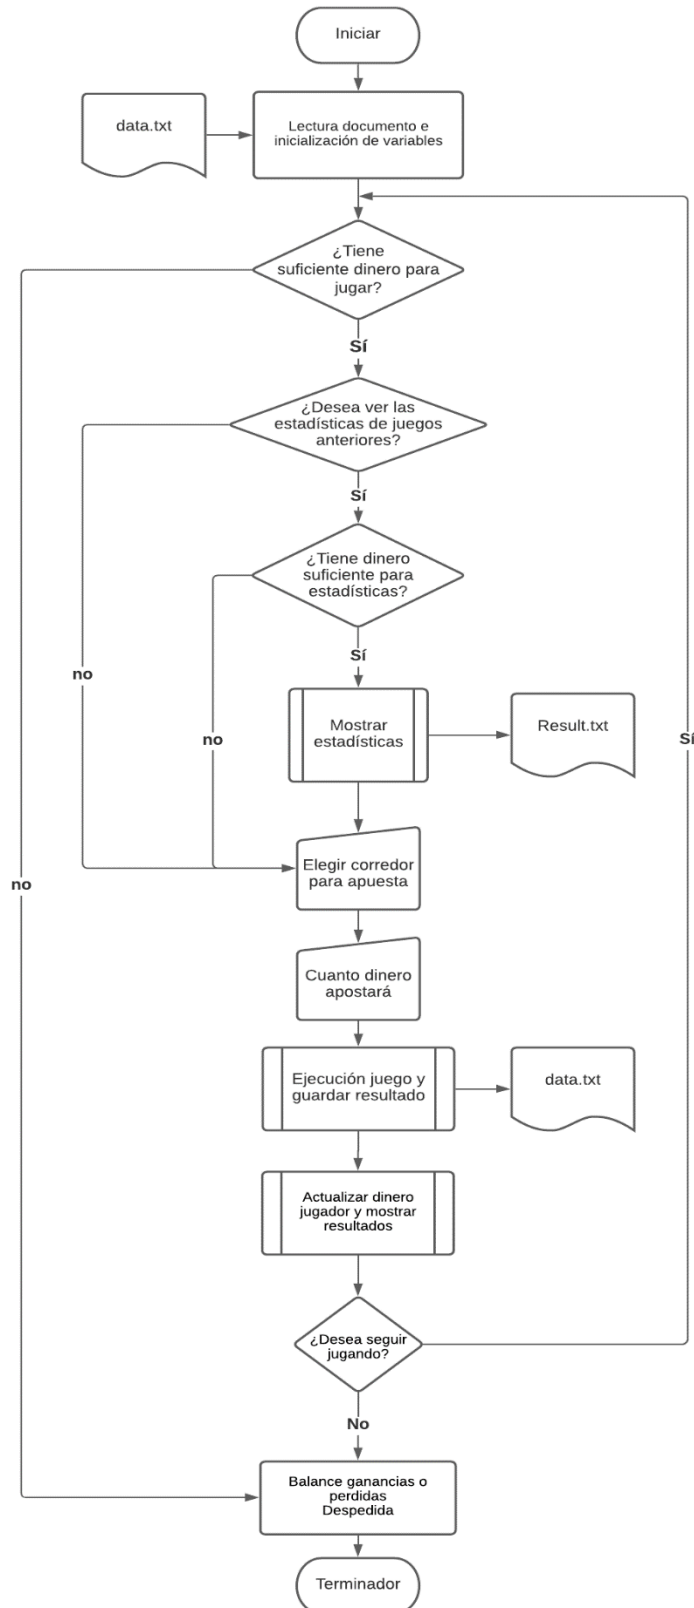 Iniciar
data.txt
Lectura documento e
inicialización de variables
¿Tiene
suficiente dinero para
jugar?
Sí
¿Desea ver las
estadísticas de juegos
anteriores?
Sí
¿Tiene dinero
suficiente para
estadísticas?
Sí
no
Mostrar
estadísticas
Result.txt
no
Sí
Elegir corredor
para apuesta
no
Cuanto dinero
apostará
Ejecución juego y
guardar resultado
data.txt
Actualizar dinero
jugador y mostrar
resultados
¿Desea seguir
jugando?
No
Balance ganancias o
perdidas
Despedida
Terminador